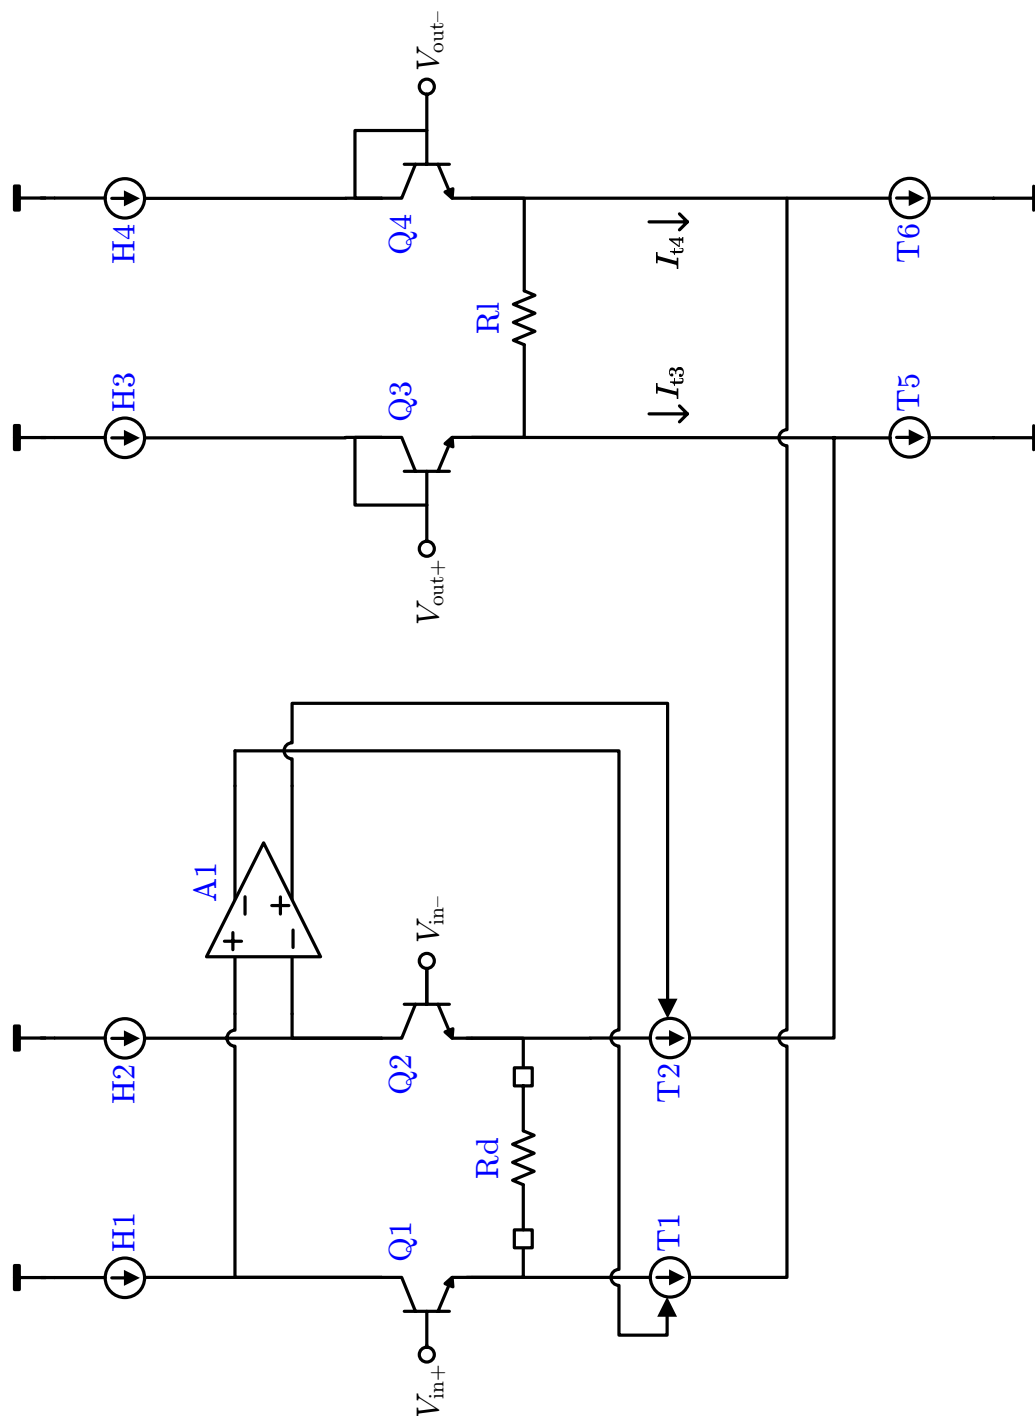 H1
H2
H3
H4
A1
Q1
Q2
Q3
Q4
V_in+
V_in−
V_out+
V_out−
Rd
Rl
I_t3
I_t4
T1
T2
T5
T6
+
−
−
+